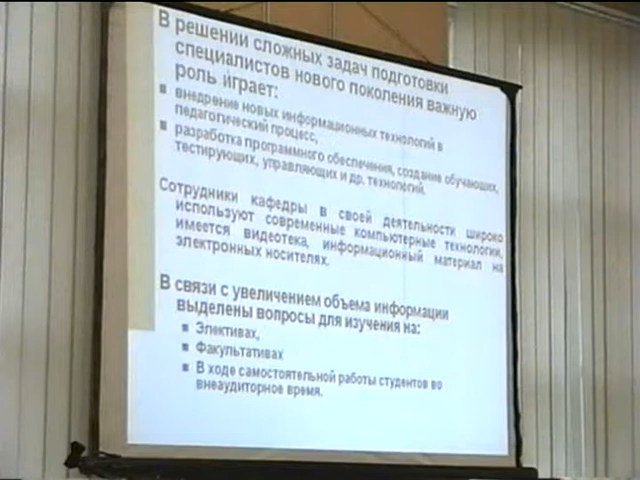 В решении сложных задач подготовки
специалистов нового поколения важную
роль играет:
внедрение новых информационных технологий в
педагогический процесс,
разработка программного обеспечения, создание обучающих,
тестирующих, управляющих и др. технологий.
Сотрудники кафедры в своей деятельности широко
используют современные компьютерные технологии,
имеется видеотека, информационный материал на
электронных носителях.
В связи с увеличением объема информации
выделены вопросы для изучения на:
Элективах,
Факультативах
В ходе самостоятельной работы студентов во
внеаудиторное время.